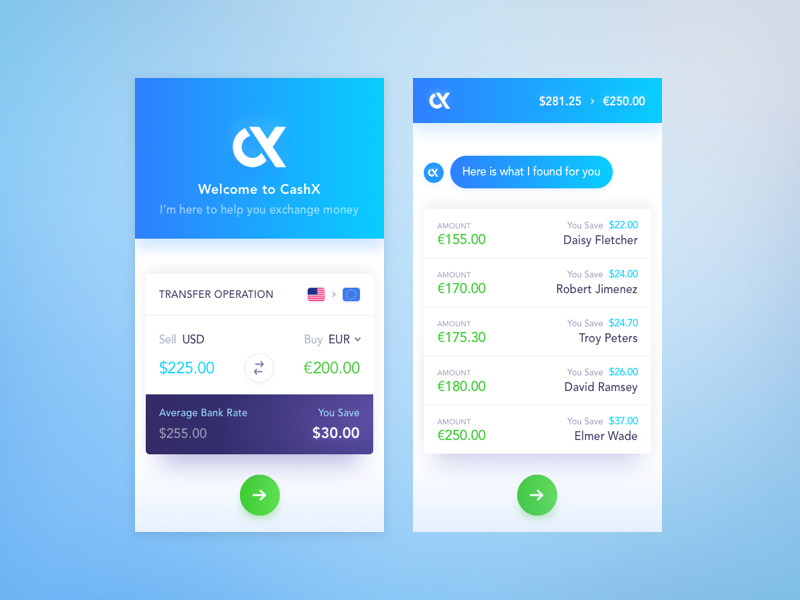 CX
Welcome to CashX
I'm here to help you exchange money
TRANSFER OPERATION
Sell USD
Buy EUR
$225.00
€200.00
Average Bank Rate
You Save
$255.00
$30.00
CX
$281.25 › €250.00
CX
Here is what I found for you
AMOUNT
You Save $22.00
€155.00
Daisy Fletcher
AMOUNT
You Save $24.00
€170.00
Robert Jimenez
AMOUNT
You Save $24.70
€175.30
Troy Peters
AMOUNT
You Save $26.00
€180.00
David Ramsey
AMOUNT
You Save $37.00
€250.00
Elmer Wade